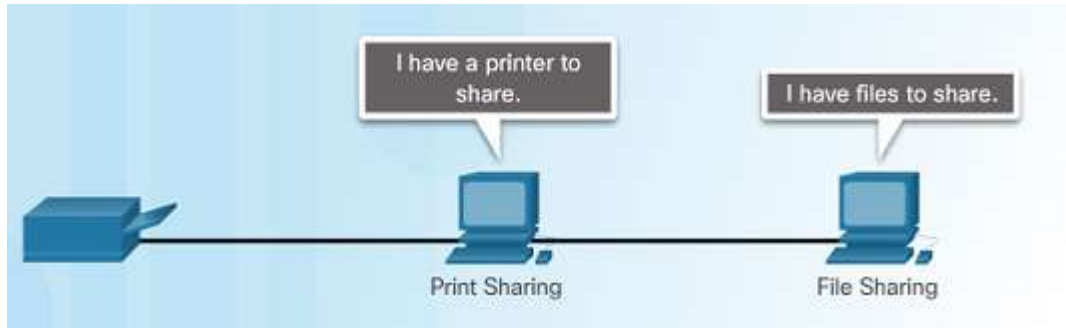 I have a printer to
share.
I have files to share.
Print Sharing
File Sharing